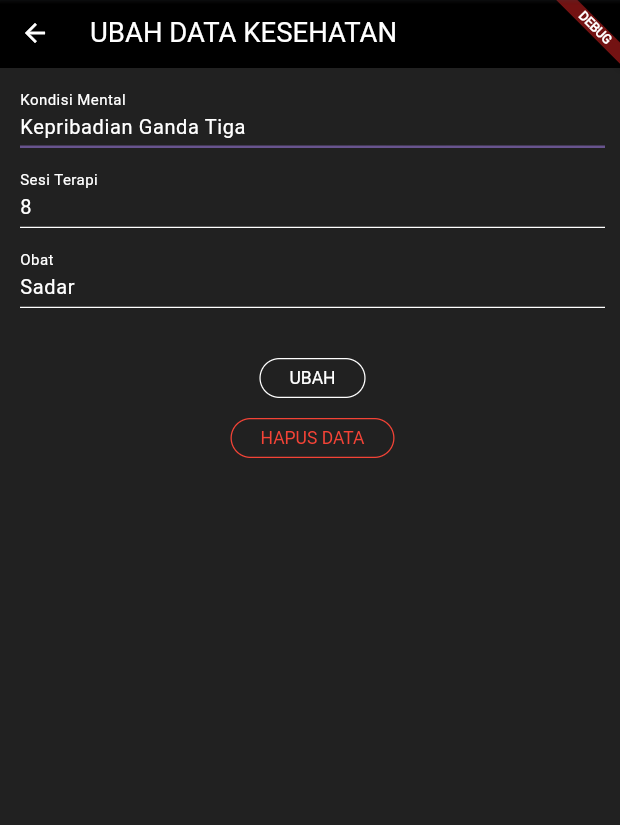 UBAH DATA KESEHATAN
DEBUG
Kondisi Mental
Kepribadian Ganda Tiga
Sesi Terapi
8
Obat
Sadar
UBAH
HAPUS DATA